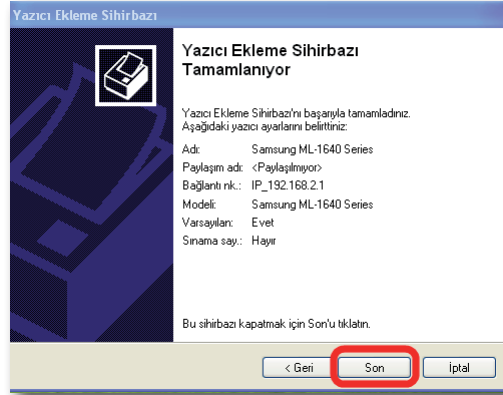 Yazıcı Ekleme Sihirbazı
Yazıcı Ekleme Sihirbazı
Tamamlanıyor
Yazıcı Ekleme Sihirbazı'nı başarıyla tamamladınız.
Aşağıdaki yazıcı ayarlarını belirttiniz:
Adı: Samsung ML-1640 Series
Paylaşım adı: <Paylaşılmıyor>
Bağlantı nk.: IP_192.168.2.1
Modeli: Samsung ML-1640 Series
Varsayılan: Evet
Sınama say.: Hayır
Bu sihirbazı kapatmak için Son'u tıklatın.
< Geri Son İptal